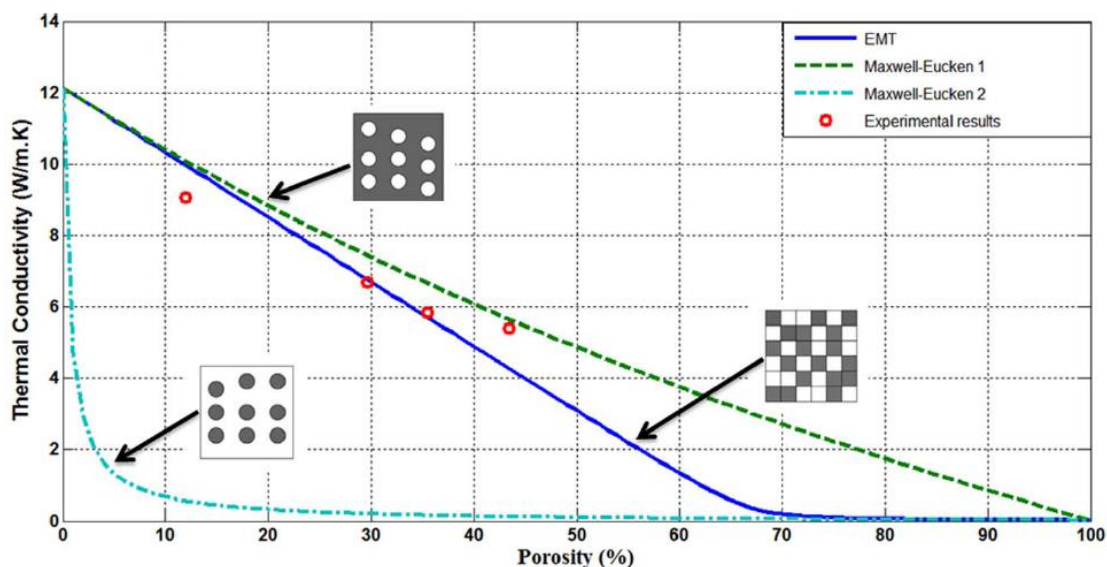 14
12
10
8
6
4
2
0
Thermal Conductivity (W/m.K)
EMT
Maxwell-Eucken 1
Maxwell-Eucken 2
Experimental results
0 10 20 30 40 50 60 70 80 90 100
Porosity (%)